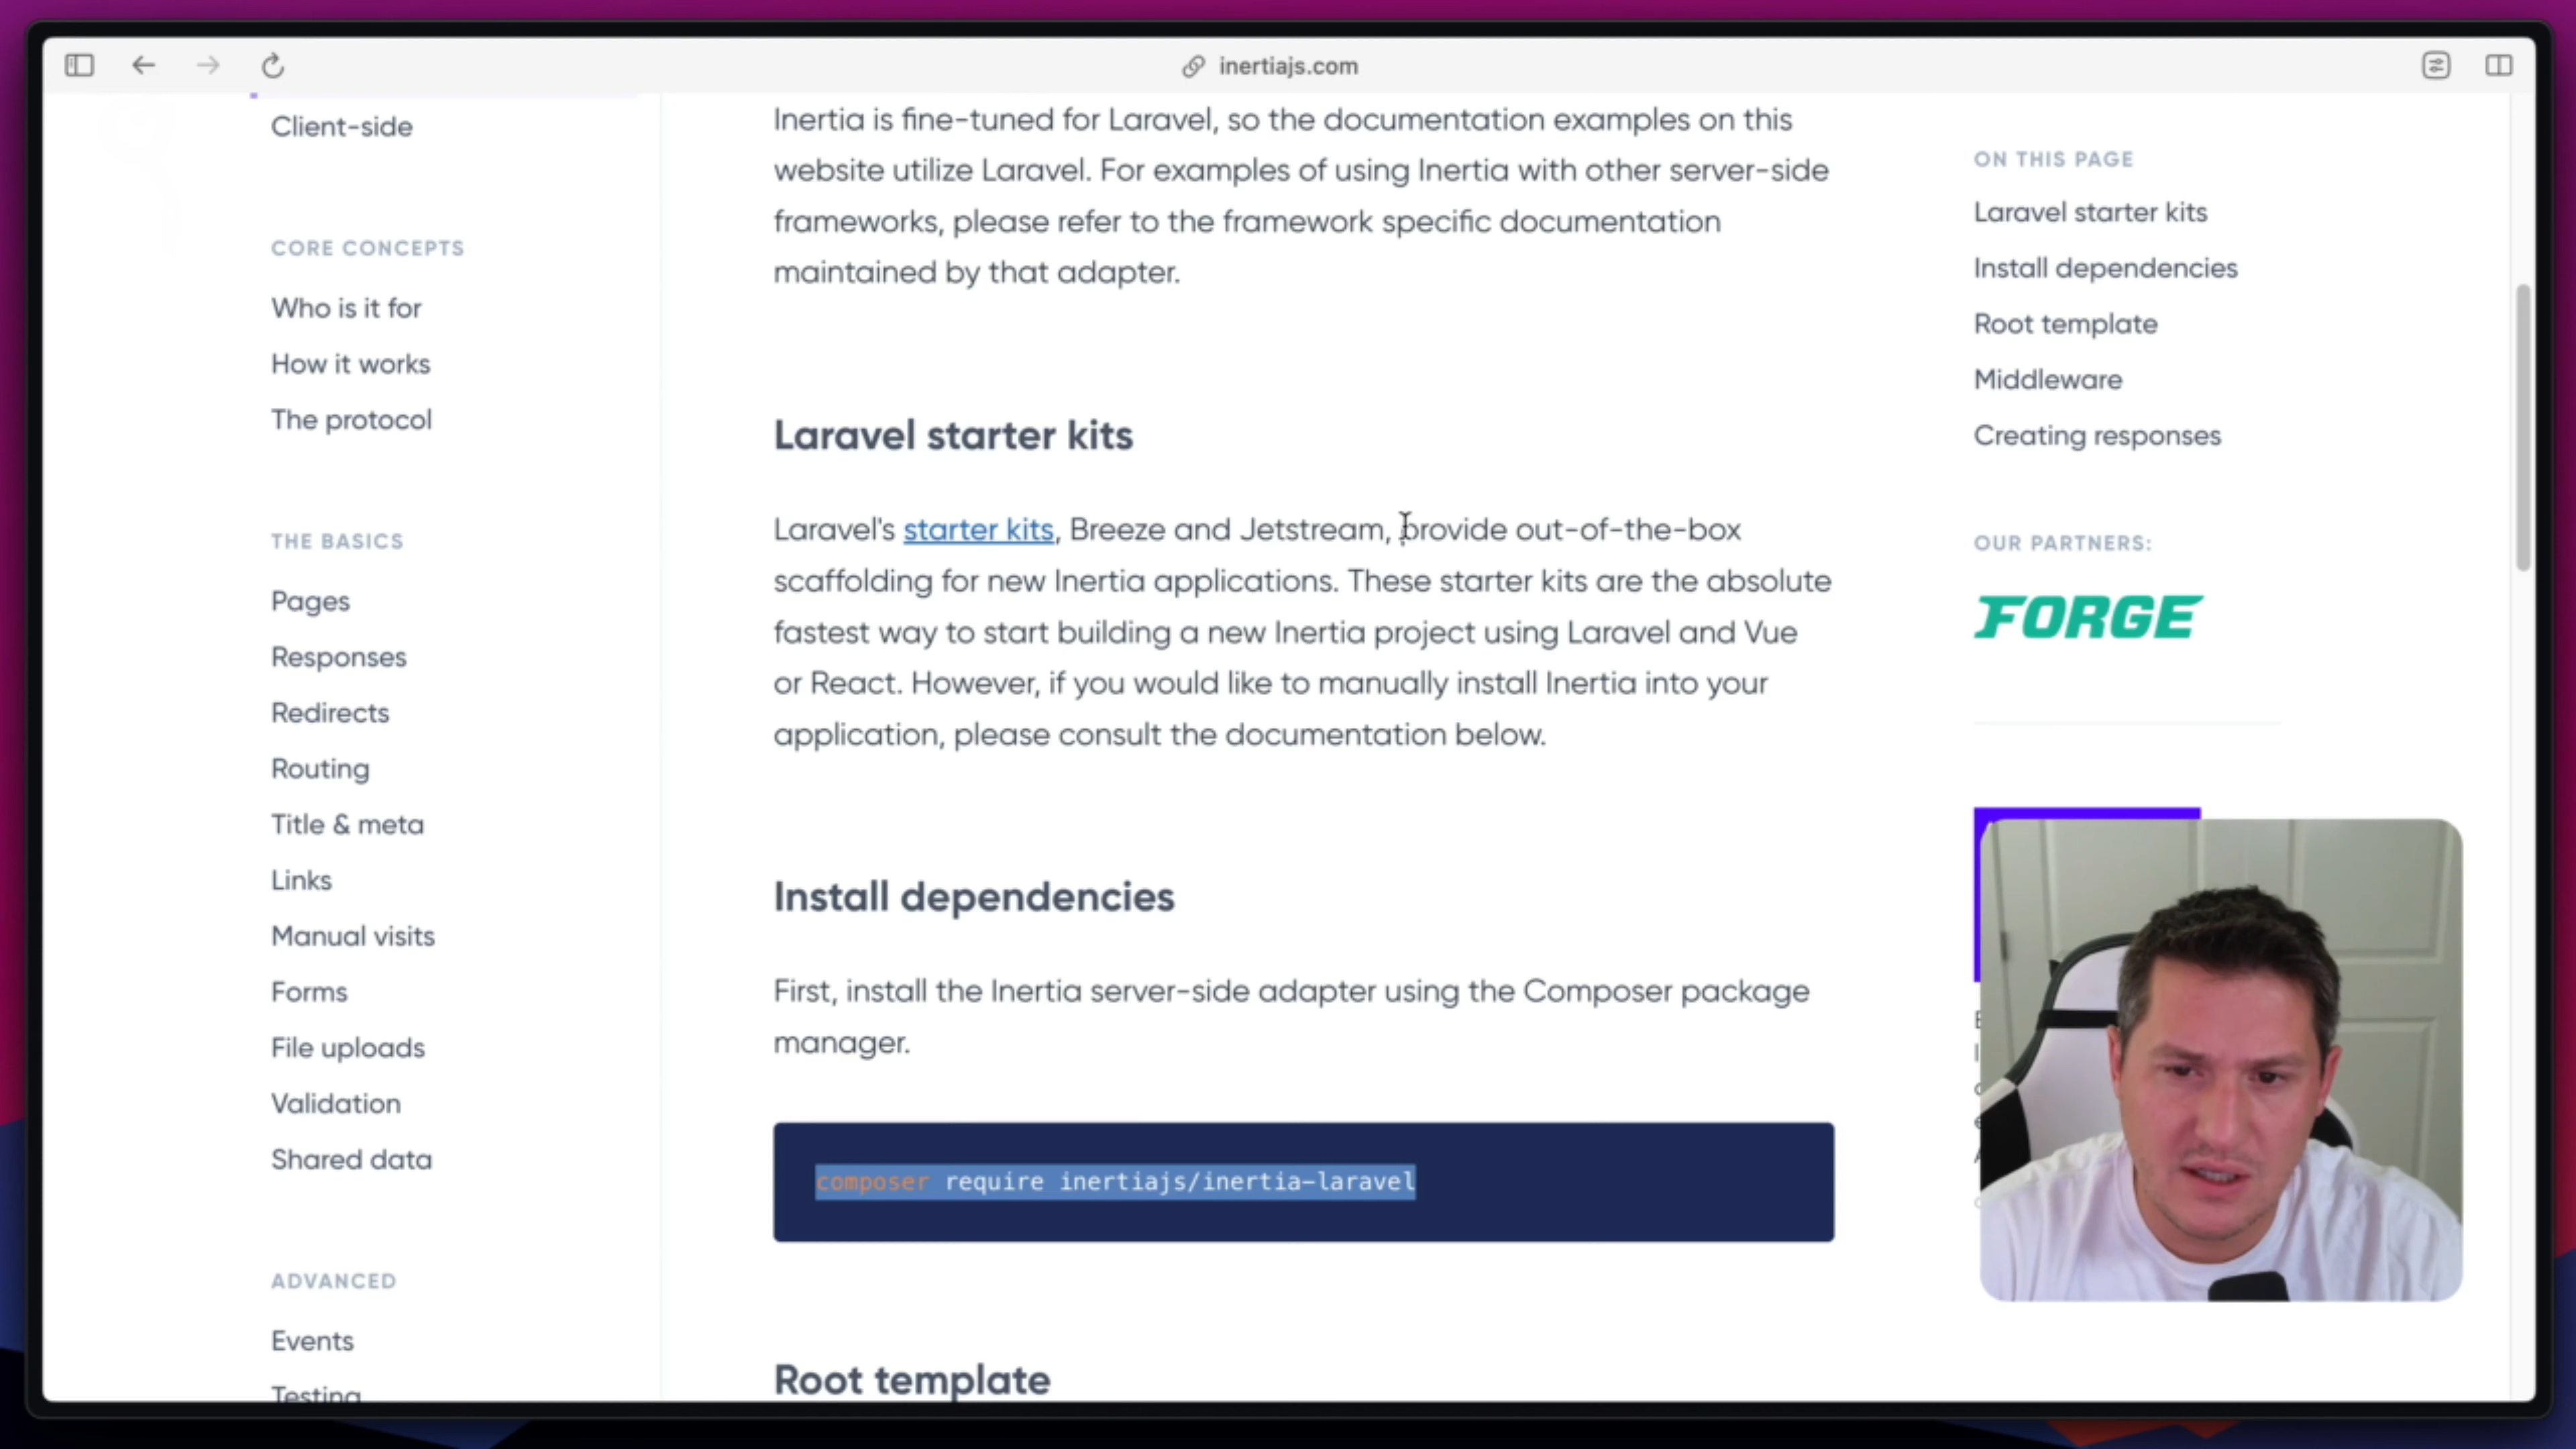 inertiajs.com
Client-side
CORE CONCEPTS
Who is it for
How it works
The protocol
THE BASICS
Pages
Responses
Redirects
Routing
Title & meta
Links
Manual visits
Forms
File uploads
Validation
Shared data
ADVANCED
Events
Testing
Inertia is fine-tuned for Laravel, so the documentation examples on this
website utilize Laravel. For examples of using Inertia with other server-side
frameworks, please refer to the framework specific documentation
maintained by that adapter.
Laravel starter kits
Laravel's starter kits, Breeze and Jetstream, provide out-of-the-box
scaffolding for new Inertia applications. These starter kits are the absolute
fastest way to start building a new Inertia project using Laravel and Vue
or React. However, if you would like to manually install Inertia into your
application, please consult the documentation below.
Install dependencies
First, install the Inertia server-side adapter using the Composer package
manager.
composer require inertiajs/inertia-laravel
Root template
ON THIS PAGE
Laravel starter kits
Install dependencies
Root template
Middleware
Creating responses
OUR PARTNERS:
FORGE